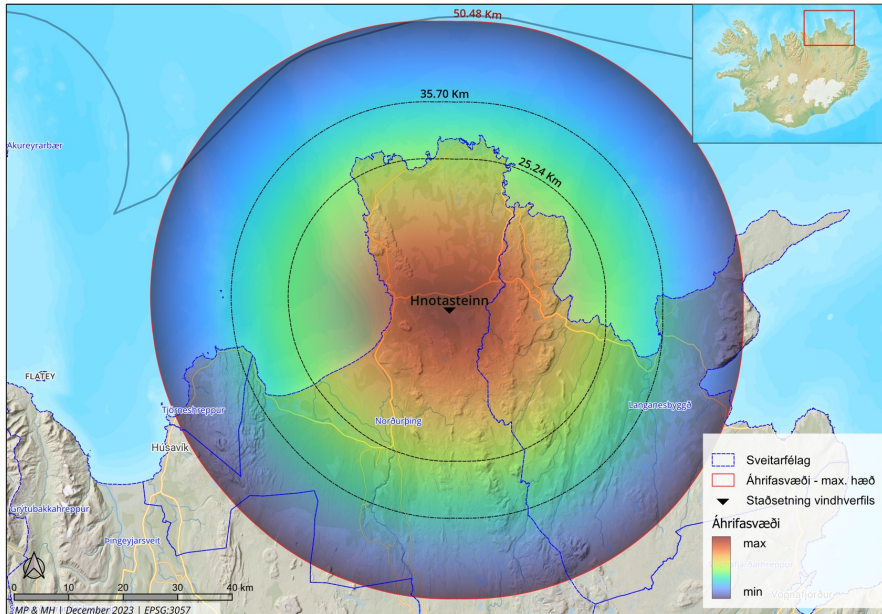 50.48 Km
35.70 Km
25.24 Km
Akureyrarbær
Hnotasteinn
FLATEY
Tjörneshreppur
Húsavík
Norðurþing
Langanesbyggð
Grýtubakkahreppur
Þingeyjarsveit
Sveitarfélag
Áhrifasvæði - max. hæð
Staðsetning vindhverfils
Áhrifasvæði
max
min
Vopnafjörður
0 10 20 30 40 km
MP & MH | December 2023 | EPSG:3057